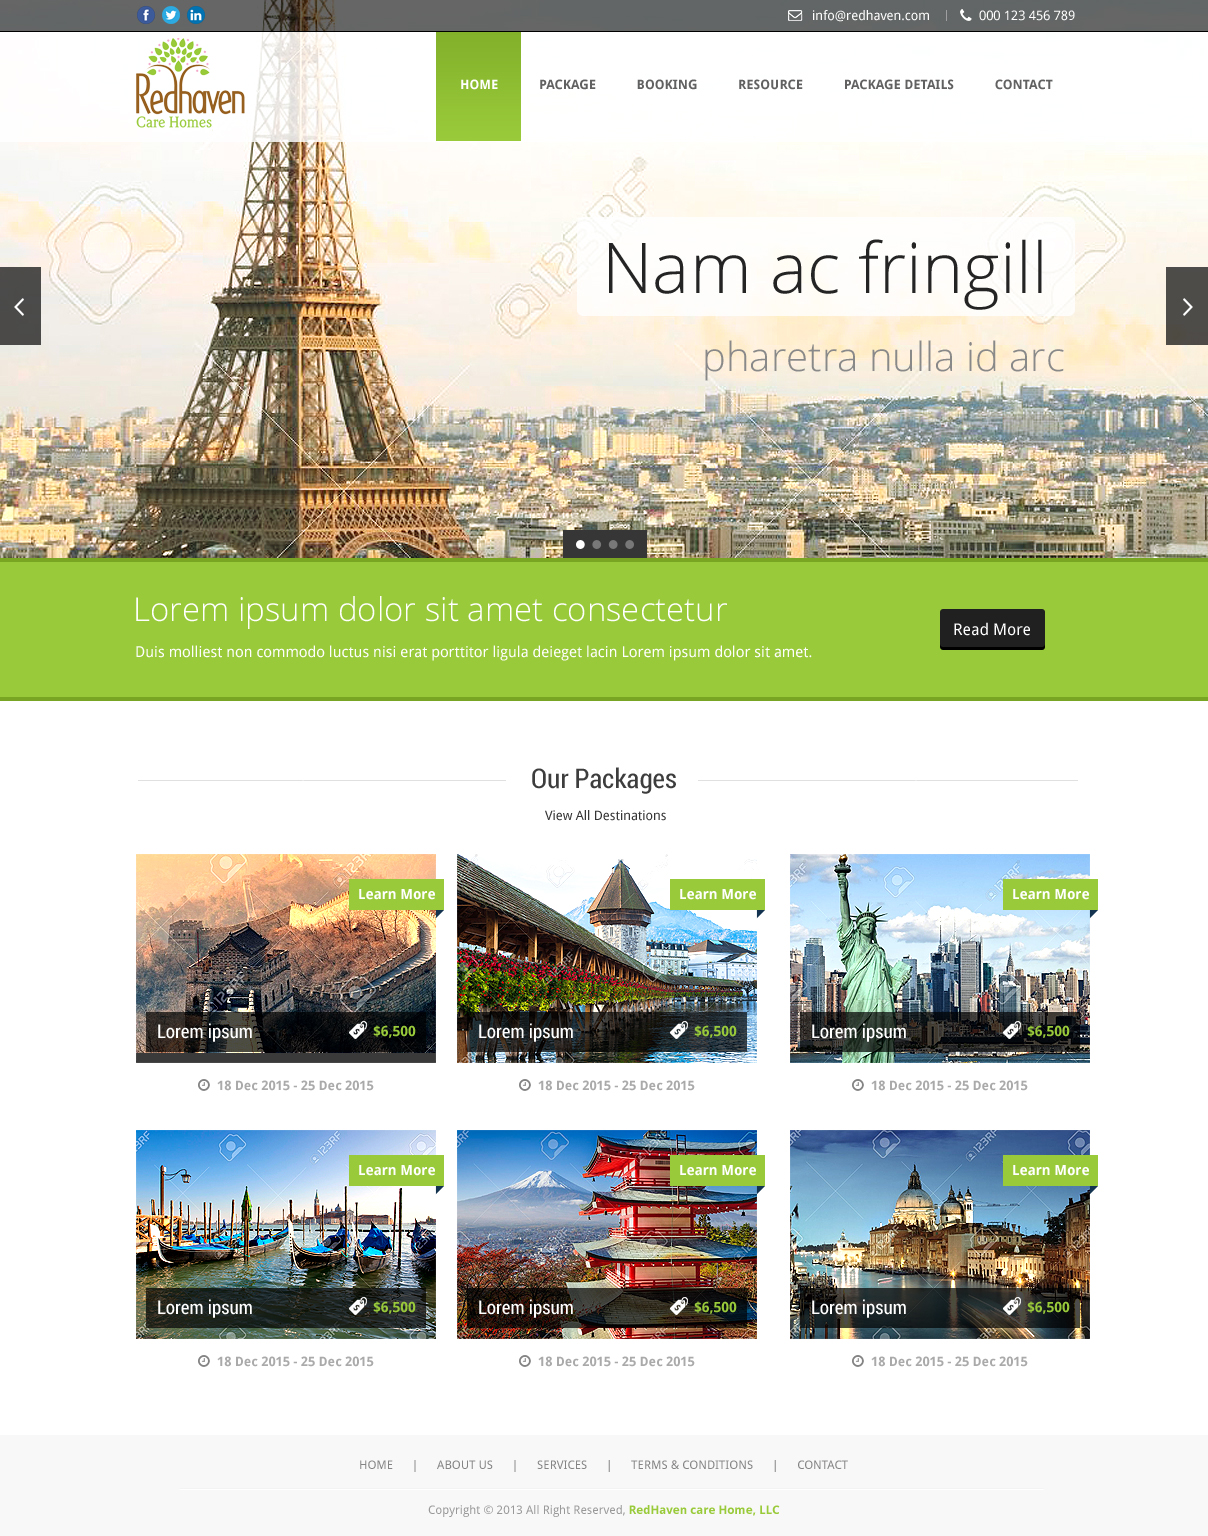 info@redhaven.com | 000 123 456 789
Redhaven
Care Homes
HOME PACKAGE BOOKING RESOURCE PACKAGE DETAILS CONTACT
123RF
Nam ac fringill
pharetra nulla id arc
Lorem ipsum dolor sit amet consectetur
Duis molliest non commodo luctus nisi erat porttitor ligula deieget lacin Lorem ipsum dolor sit amet.
Read More
Our Packages
View All Destinations
Learn More
Lorem ipsum $6,500
18 Dec 2015 - 25 Dec 2015
Learn More
Lorem ipsum $6,500
18 Dec 2015 - 25 Dec 2015
Learn More
Lorem ipsum $6,500
18 Dec 2015 - 25 Dec 2015
Learn More
Lorem ipsum $6,500
18 Dec 2015 - 25 Dec 2015
Learn More
Lorem ipsum $6,500
18 Dec 2015 - 25 Dec 2015
Learn More
Lorem ipsum $6,500
18 Dec 2015 - 25 Dec 2015
HOME | ABOUT US | SERVICES | TERMS & CONDITIONS | CONTACT
Copyright © 2013 All Right Reserved, RedHaven care Home, LLC